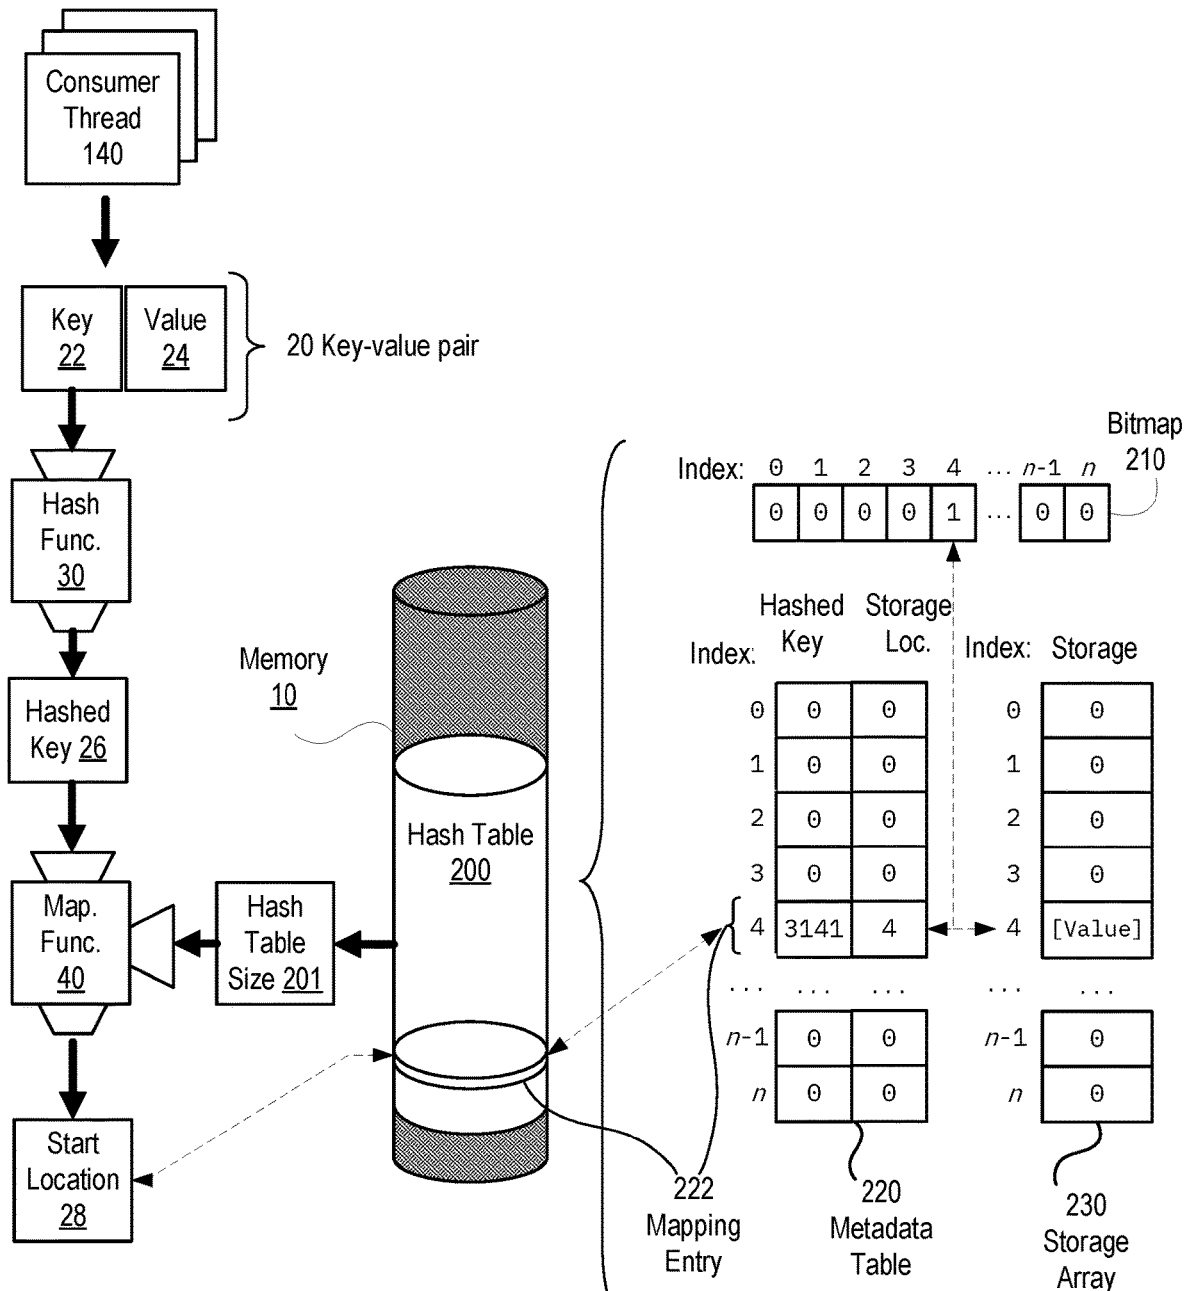 Consumer
Thread
140
Key
22
Value
24
20 Key-value pair
Hash
Func.
30
Hashed
Key 26
Map.
Func.
40
Hash
Table
Size 201
Start
Location
28
Memory
10
Hash Table
200
Bitmap
210
Index: 0 1 2 3 4 ... n-1 n
0 0 0 0 1 ... 0 0
Hashed
Key
Storage
Loc.
Index:
Index:
Storage
0 0 0
1 0 0
2 0 0
3 0 0
4 3141 4
... ... ...
n-1 0 0
n 0 0
0 0
1 0
2 0
3 0
4 [Value]
... ...
n-1 0
n 0
222
Mapping
Entry
220
Metadata
Table
230
Storage
Array